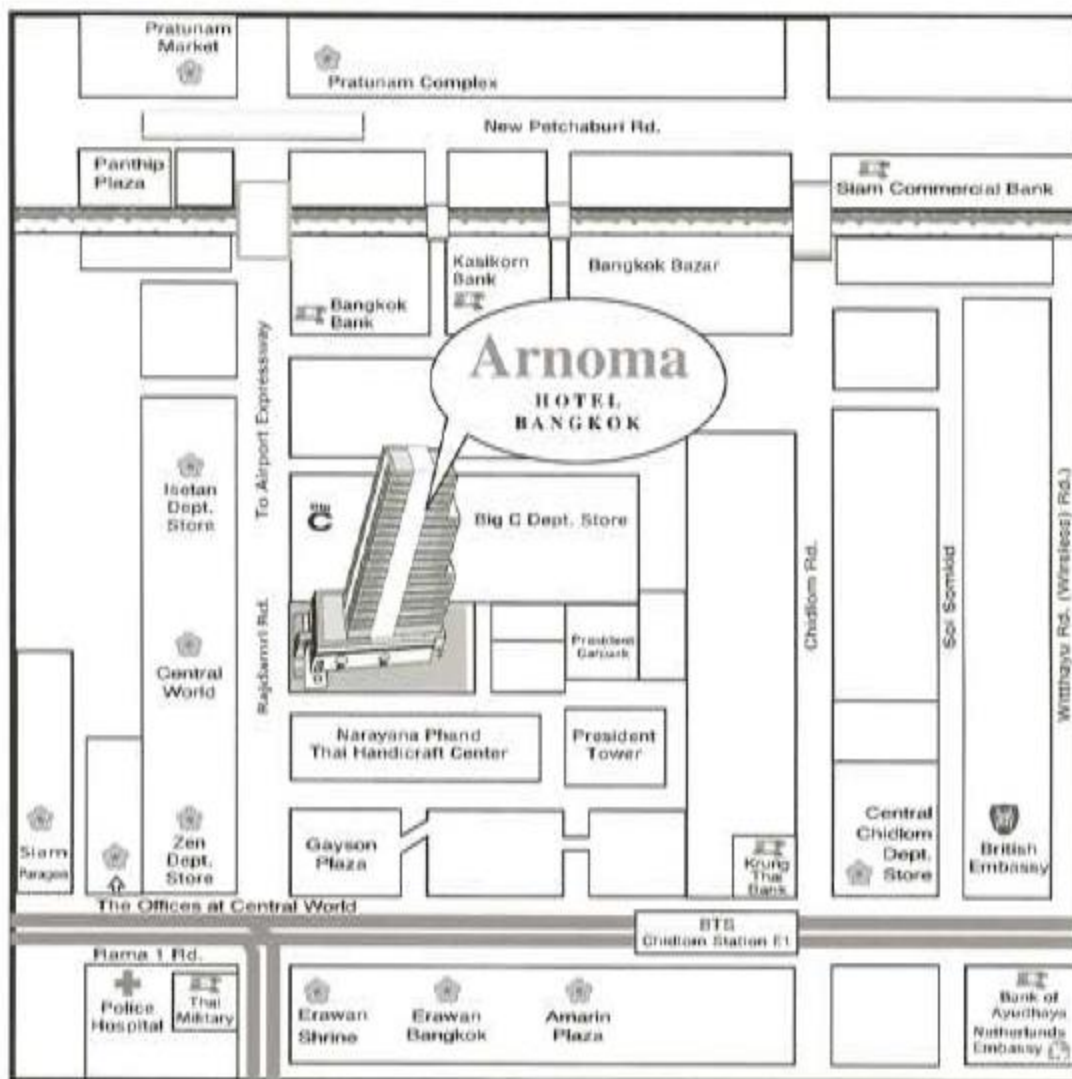 Pratunam
Market
Pratunam Complex
New Petchaburi Rd.
Panthip
Plaza
Siam Commercial Bank
Kasikorn
Bank
Bangkok Bazar
Bangkok
Bank
To Airport Expressway
Arnoma
HOTEL
BANGKOK
Isetan
Dept.
Store
Big
C
Big C Dept. Store
Chidlom Rd.
Soi Somkid
Witthayu Rd. (Wireless) Rd.
Rajdamri Rd.
Central
World
President
Carpark
Narayana Phand
Thai Handicraft Center
President
Tower
Siam
Paragon
Zen
Dept.
Store
Gayson
Plaza
Krung
Thai
Bank
Central
Chidlom
Dept.
Store
British
Embassy
The Offices at Central World
BTS
Chidlom Station E1
Rama 1 Rd.
Police
Hospital
Thai
Military
Erawan
Shrine
Erawan
Bangkok
Amarin
Plaza
Bank of
Ayudhaya
Netherlands
Embassy